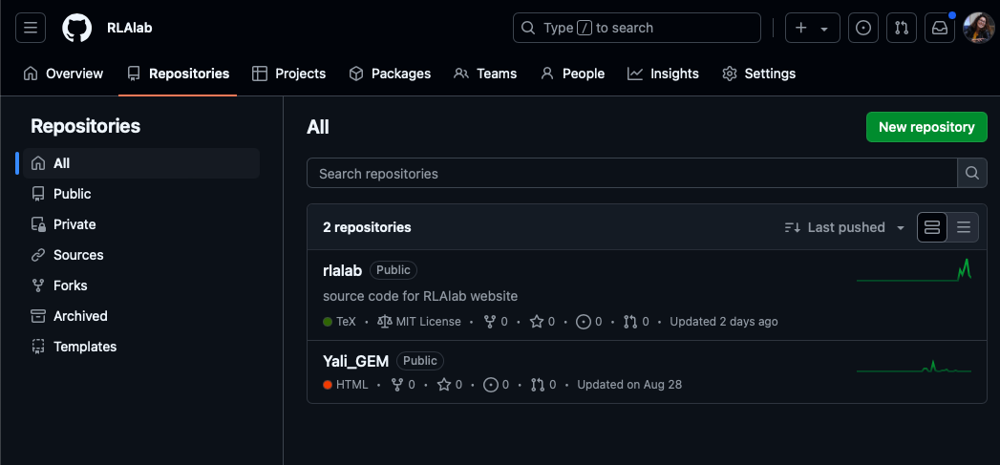 RLAlab
Type / to search
Overview
Repositories
Projects
Packages
Teams
People
Insights
Settings
Repositories
All
Public
Private
Sources
Forks
Archived
Templates
All
New repository
Search repositories
2 repositories
Last pushed
rlalab Public
source code for RLAlab website
TeX • MIT License • 0 • 0 • 0 • 0 • Updated 2 days ago
Yali_GEM Public
HTML • 0 • 0 • 0 • 0 • Updated on Aug 28